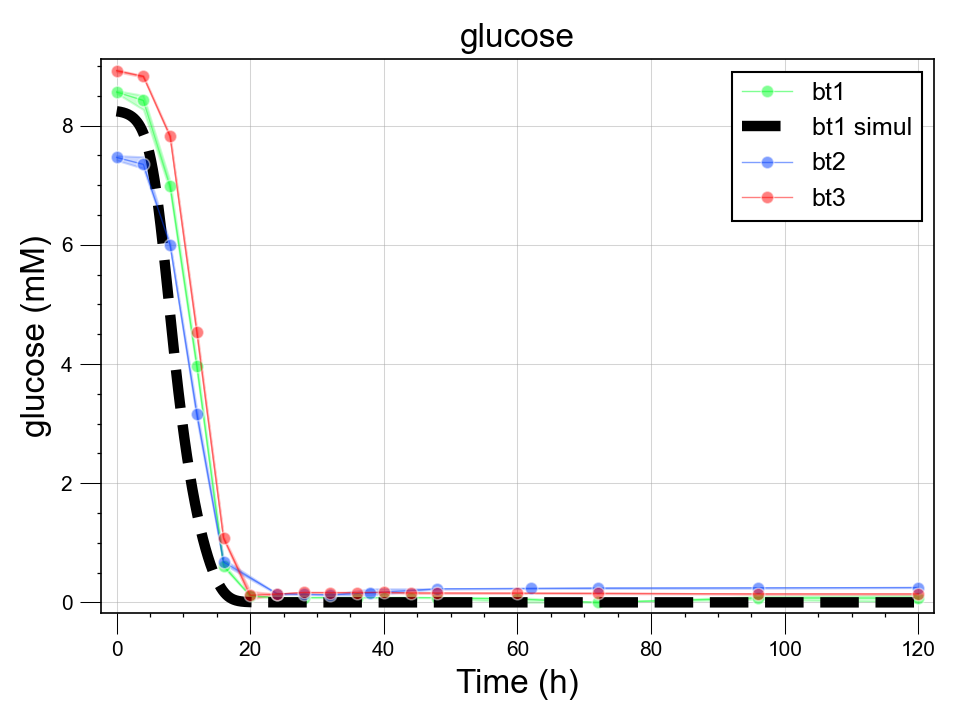 glucose
bt1
bt1 simul
bt2
bt3
8
6
4
2
0
glucose (mM)
0 20 40 60 80 100 120
Time (h)